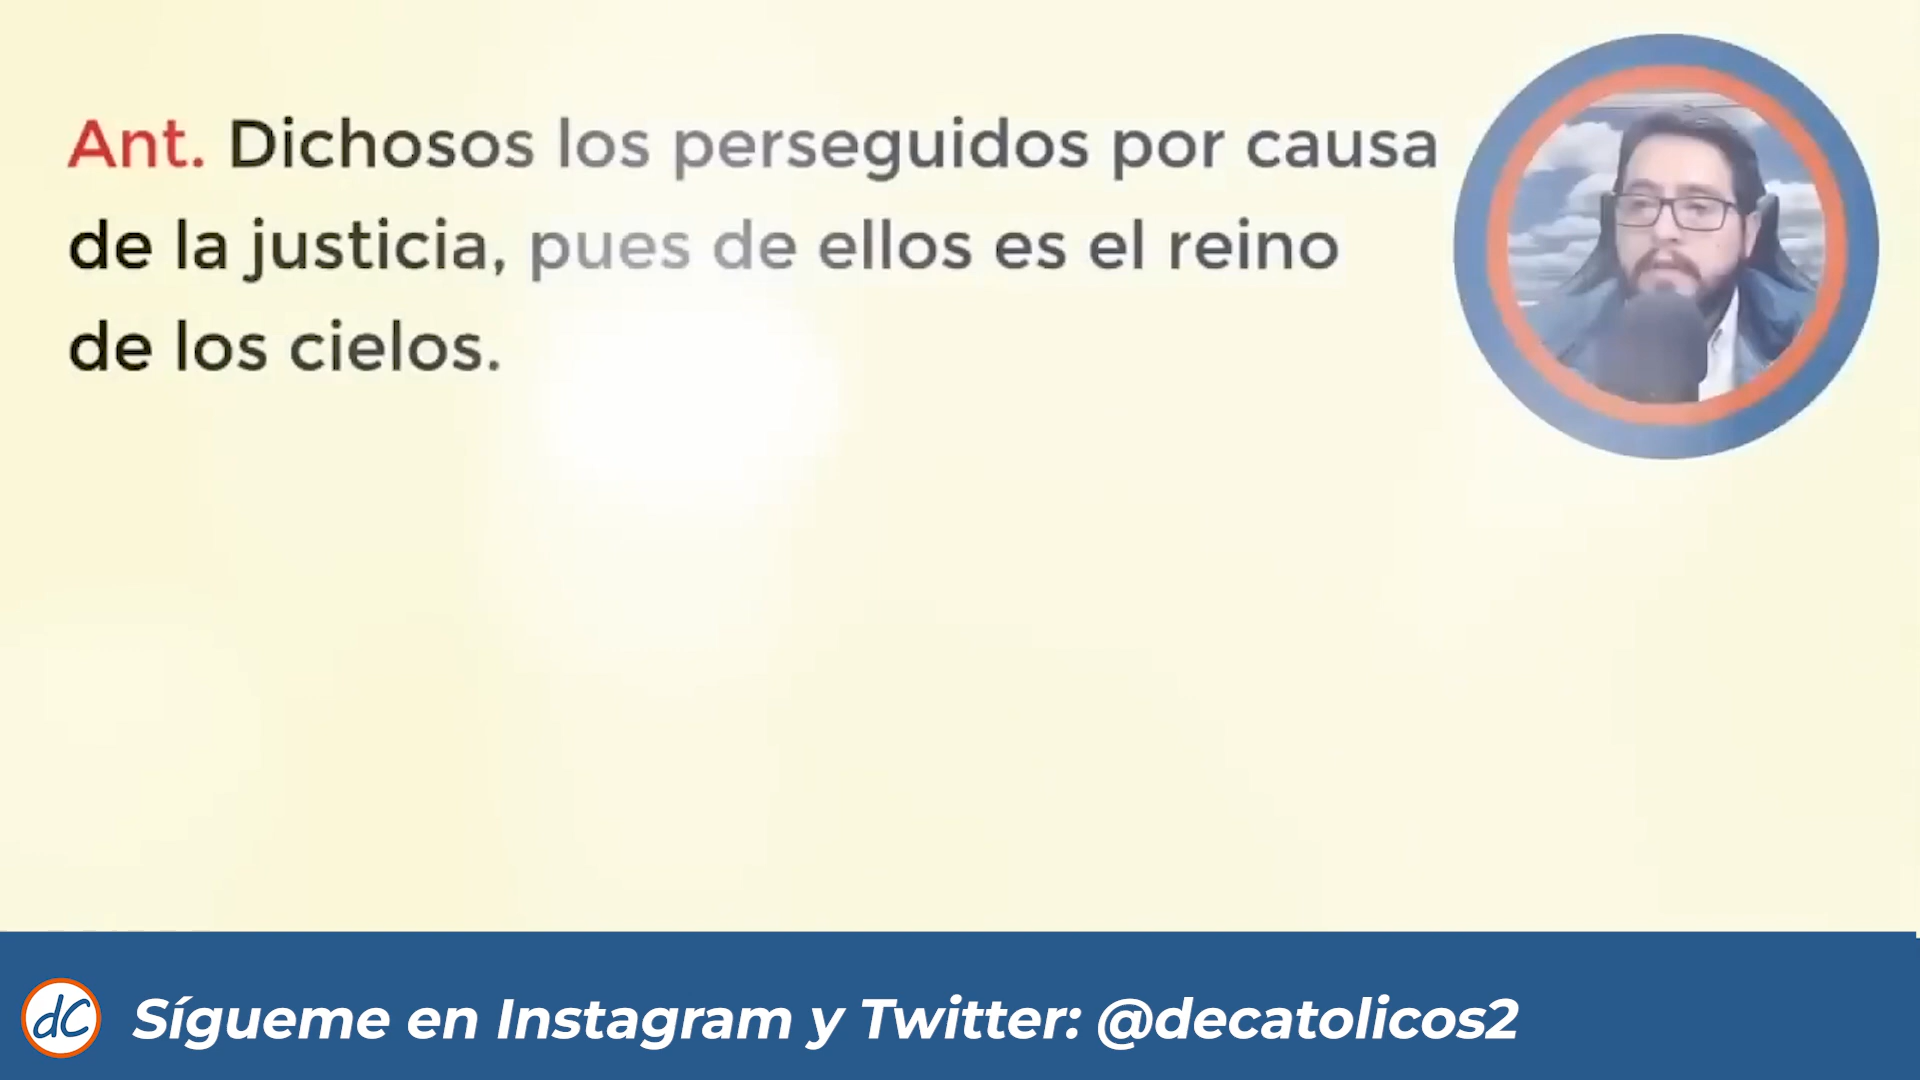 Ant. Dichosos los perseguidos por causa
de la justicia, pues de ellos es el reino
de los cielos.
dC Sígueme en Instagram y Twitter: @decatolicos2